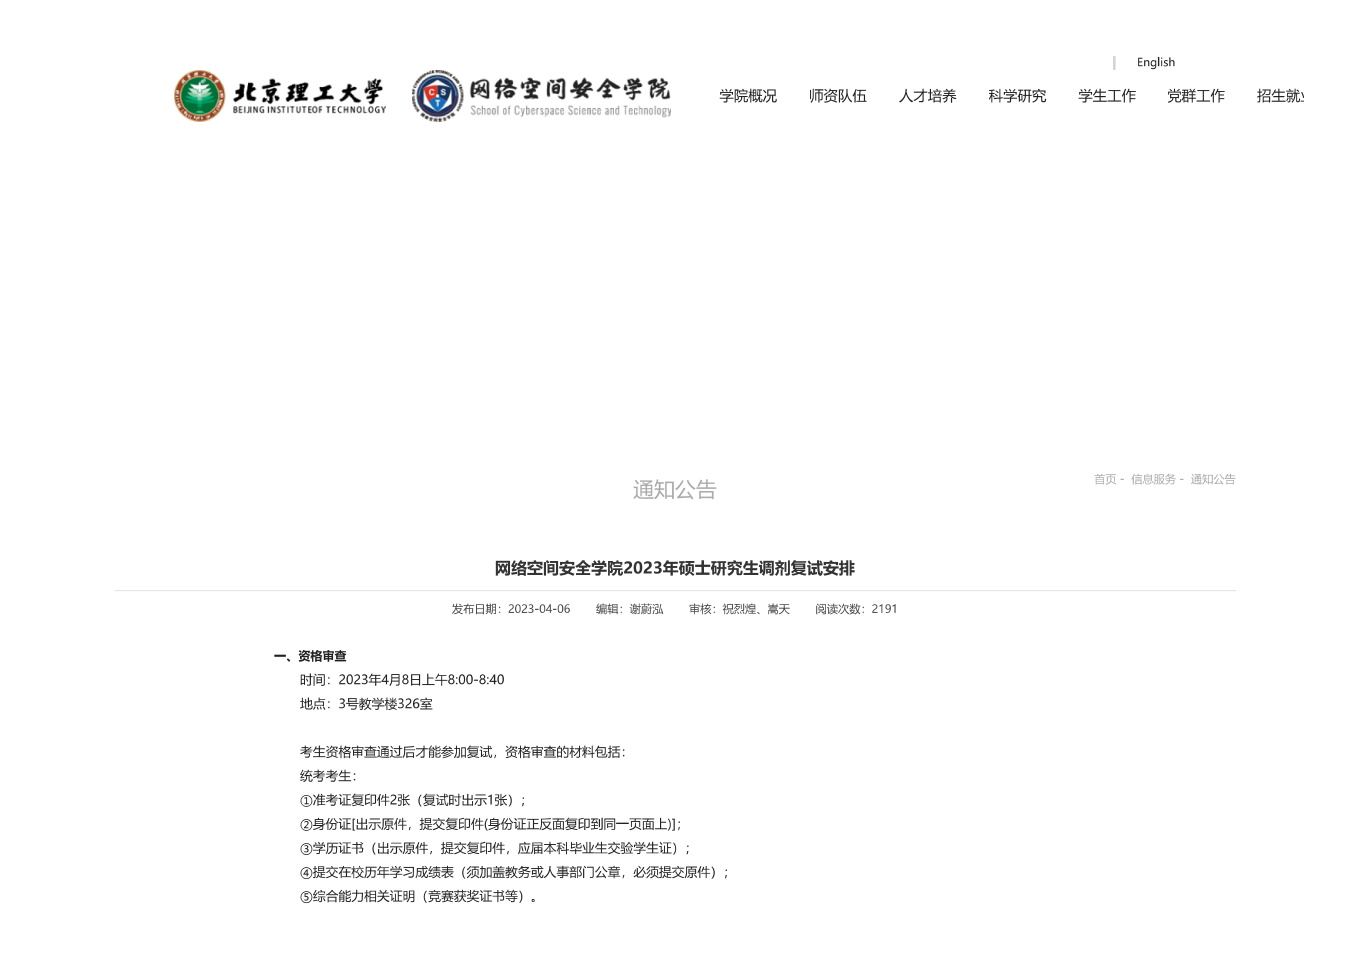 English
北京理工大学
BEIJING INSTITUTE OF TECHNOLOGY
网络空间安全学院
School of Cyberspace Science and Technology
学院概况 师资队伍 人才培养 科学研究 学生工作 党群工作 招生就
首页 - 信息服务 - 通知公告
通知公告
网络空间安全学院2023年硕士研究生调剂复试安排
发布日期：2023-04-06 编辑：谢蔚泓 审核：祝烈煌、嵩天 阅读次数：2191
一、资格审查
时间：2023年4月8日上午8:00-8:40
地点：3号教学楼326室
考生资格审查通过后才能参加复试，资格审查的材料包括：
统考考生：
①准考证复印件2张（复试时出示1张）；
②身份证[出示原件，提交复印件(身份证正反面复印到同一页面上)]；
③学历证书（出示原件，提交复印件，应届本科毕业生交验学生证）；
④提交在校历年学习成绩表（须加盖教务或人事部门公章，必须提交原件）；
⑤综合能力相关证明（竞赛获奖证书等）。